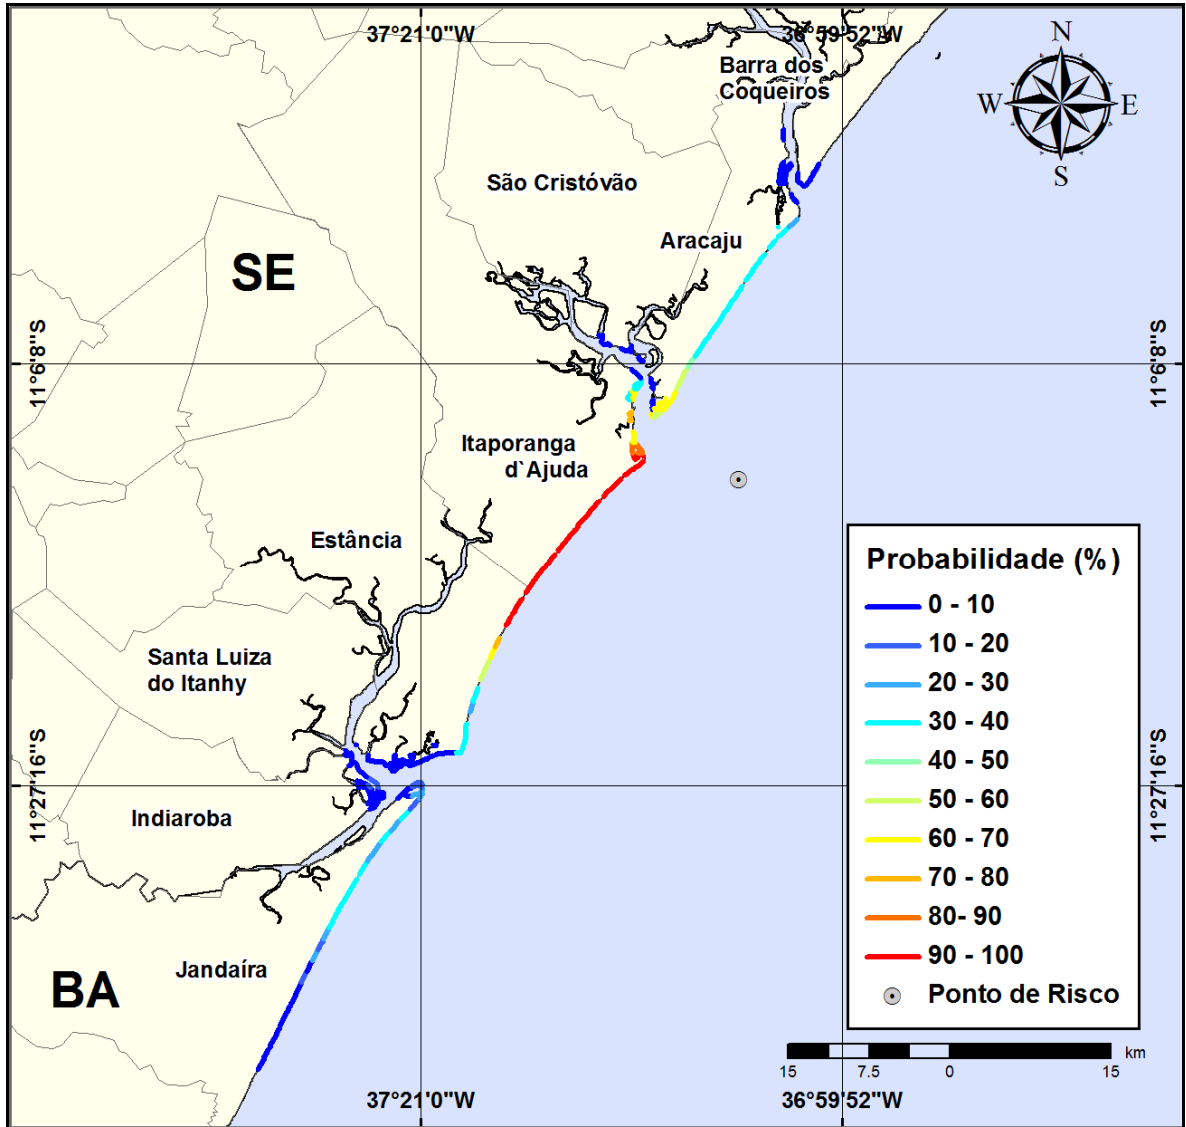 37°21'0"W
36°59'52"W
N
W
E
S
Barra dos
Coqueiros
São Cristóvão
Aracaju
SE
11°6'8"S
11°6'8"S
Itaporanga
d`Ajuda
Estância
Santa Luiza
do Itanhy
11°27'16"S
11°27'16"S
Indiaroba
Jandaíra
BA
Probabilidade (%)
0 - 10
10 - 20
20 - 30
30 - 40
40 - 50
50 - 60
60 - 70
70 - 80
80- 90
90 - 100
Ponto de Risco
km
15 7.5 0 15
37°21'0"W
36°59'52"W